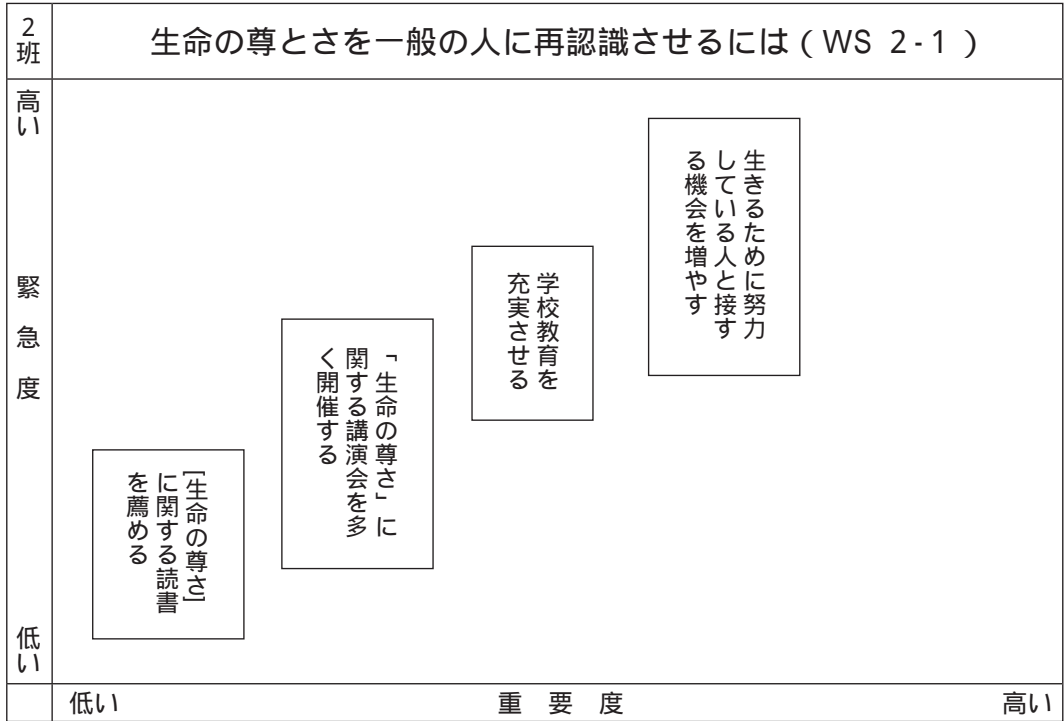 2班
生命の尊とさを一般の人に再認識させるには（WS 2-1 ）
高い
緊急度
低い
生きるために努力
している人と接す
る機会を増やす
学校教育を
充実させる
「生命の尊さ」に
関する講演会を多
く開催する
[生命の尊さ]
に関する読書
を薦める
低い
重要度
高い